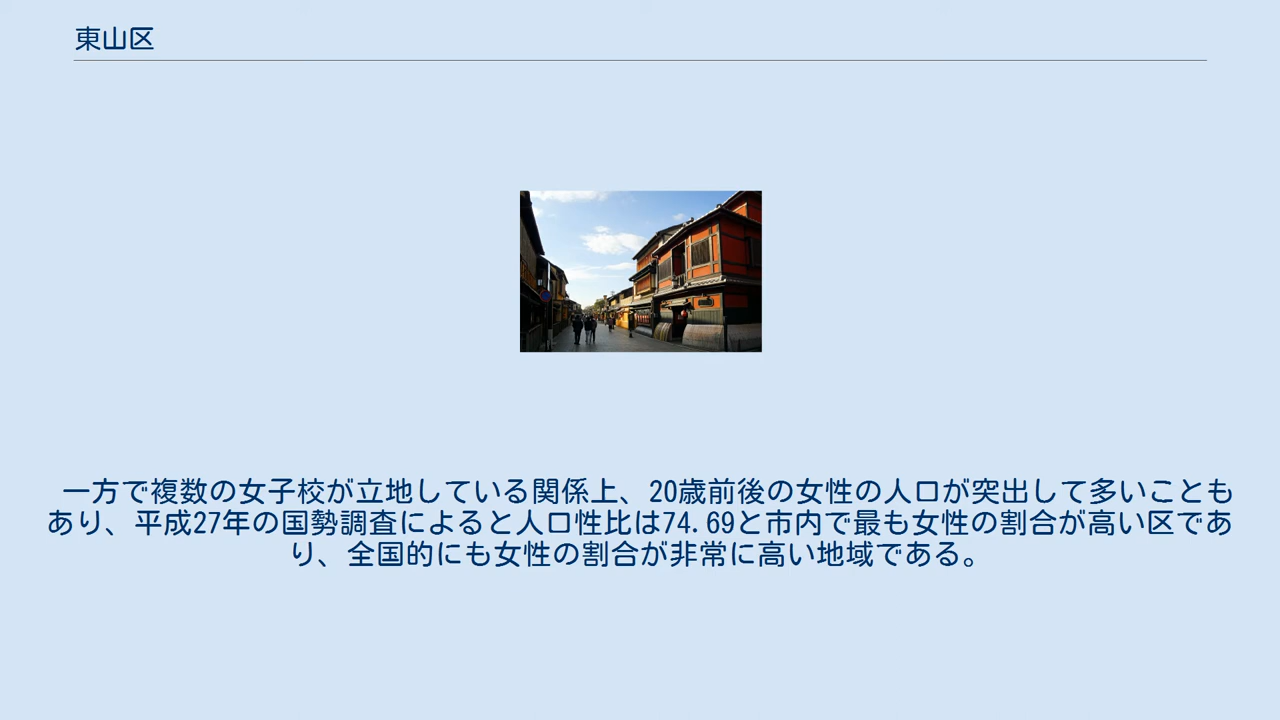 東山区
一方で複数の女子校が立地している関係上、20歳前後の女性の人口が突出して多いことも
あり、平成27年の国勢調査によると人口性比は74.69と市内で最も女性の割合が高い区であ
り、全国的にも女性の割合が非常に高い地域である。